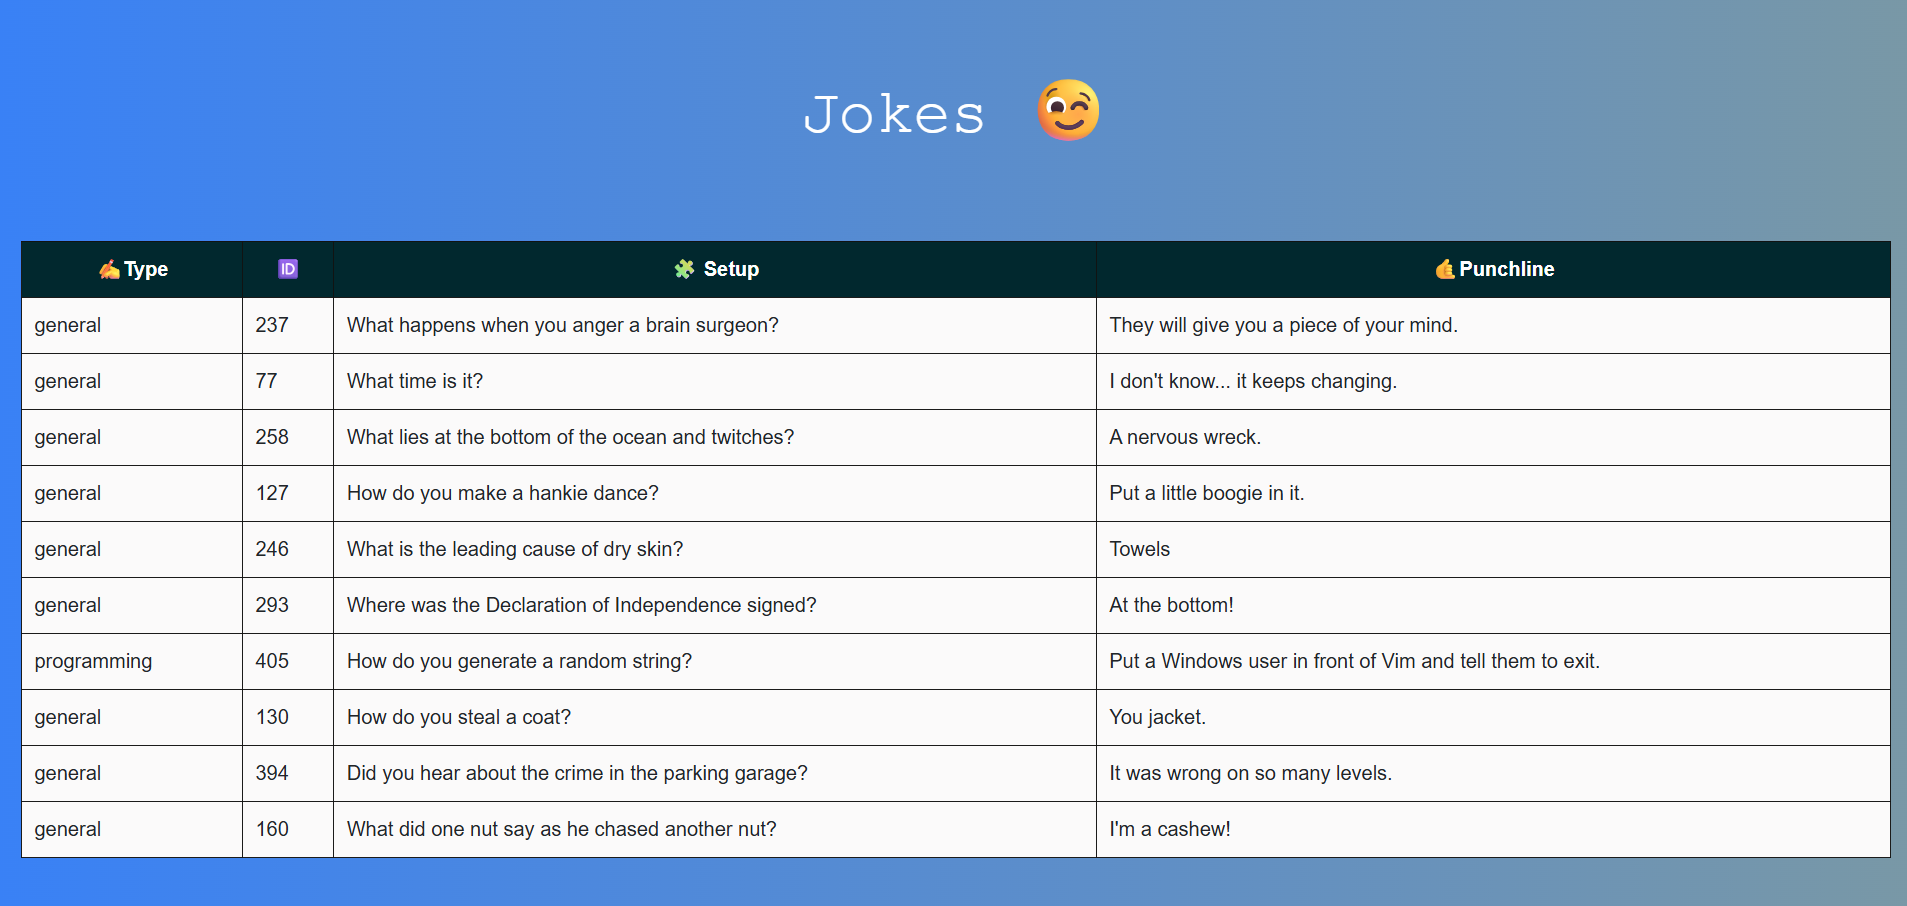 Jokes 😉
✍Type 🆔 🧩 Setup 🤙Punchline
general 237 What happens when you anger a brain surgeon? They will give you a piece of your mind.
general 77 What time is it? I don't know... it keeps changing.
general 258 What lies at the bottom of the ocean and twitches? A nervous wreck.
general 127 How do you make a hankie dance? Put a little boogie in it.
general 246 What is the leading cause of dry skin? Towels
general 293 Where was the Declaration of Independence signed? At the bottom!
programming 405 How do you generate a random string? Put a Windows user in front of Vim and tell them to exit.
general 130 How do you steal a coat? You jacket.
general 394 Did you hear about the crime in the parking garage? It was wrong on so many levels.
general 160 What did one nut say as he chased another nut? I'm a cashew!